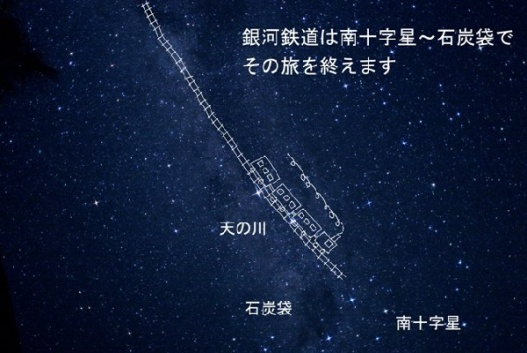 銀河鉄道は南十字星～石炭袋で
その旅を終えます
天の川
石炭袋
南十字星